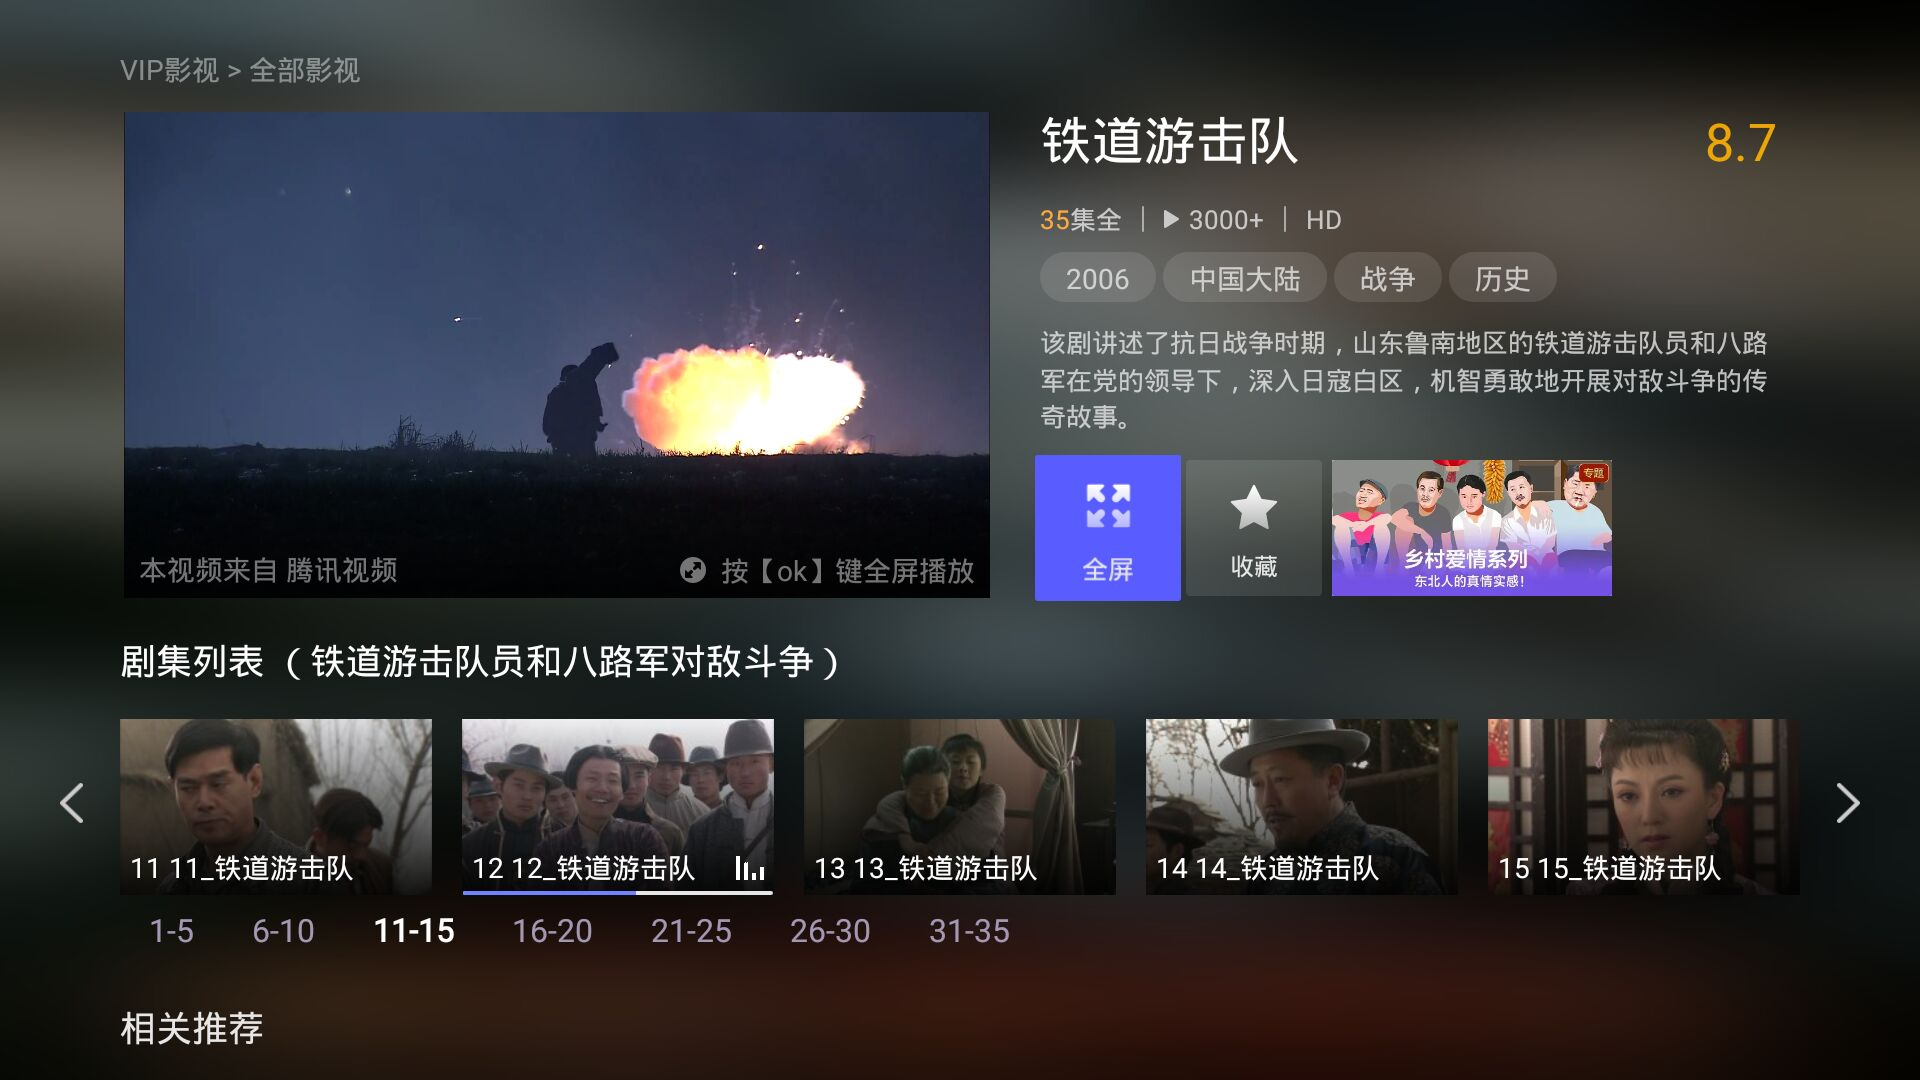 VIP影视 > 全部影视
铁道游击队
8.7
35集全 | 3000+ | HD
2006 中国大陆 战争 历史
该剧讲述了抗日战争时期，山东鲁南地区的铁道游击队员和八路
军在党的领导下，深入日寇白区，机智勇敢地开展对敌斗争的传
奇故事。
本视频来自 腾讯视频
按【ok】键全屏播放
全屏
收藏
专题
乡村爱情系列
东北人的真情实感!
剧集列表 （铁道游击队员和八路军对敌斗争）
11 11_铁道游击队
12 12_铁道游击队
13 13_铁道游击队
14 14_铁道游击队
15 15_铁道游击队
1-5 6-10 11-15 16-20 21-25 26-30 31-35
相关推荐